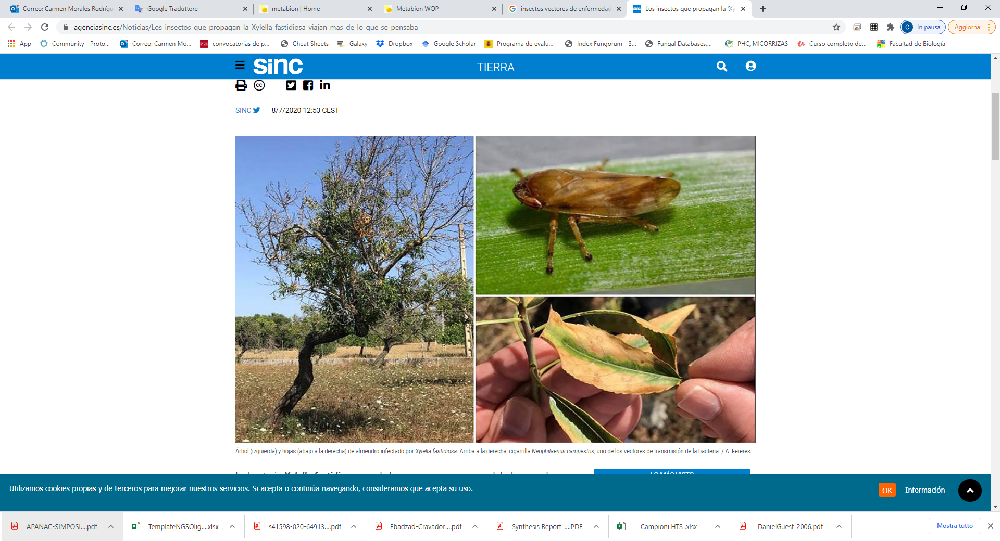 Correo: Carmen Morales Rodrígu
Google Traduttore
metabion | Home
Metabion WOP
insectos vectores de enfermedad
Los insectos que propagan la 'Xy
agenciasinc.es/Noticias/Los-insectos-que-propagan-la-Xylella-fastidiosa-viajan-mas-de-lo-que-se-pensaba
C In pausa
Aggiorna
App
Community - Proto...
Correo: Carmen Mo...
CSIC convocatorias de p...
Cheat Sheets
Galaxy
Dropbox
Google Scholar
Programa de evalu...
Index Fungorum - S...
Fungal Databases,...
PHC, MICORRIZAS
Curso completo de...
Facultad de Biología
sinc
TIERRA
cc
in
SINC 8/7/2020 12:53 CEST
Árbol (izquierda) y hojas (abajo a la derecha) de almendro infectado por Xylella fastidiosa. Arriba a la derecha, cigarrilla Neophilaenus campestris, uno de los vectores de transmisión de la bacteria. / A. Fereres
LO MÁS VISTO
Utilizamos cookies propias y de terceros para mejorar nuestros servicios. Si acepta o continúa navegando, consideramos que acepta su uso.
OK
Información
APANAC-SIMPOSI....pdf
TemplateNGSOlig....xlsx
s41598-020-64913....pdf
Ebadzad-Cravador....pdf
Synthesis Report_....PDF
Campioni HTS .xlsx
DanielGuest_2006.pdf
Mostra tutto